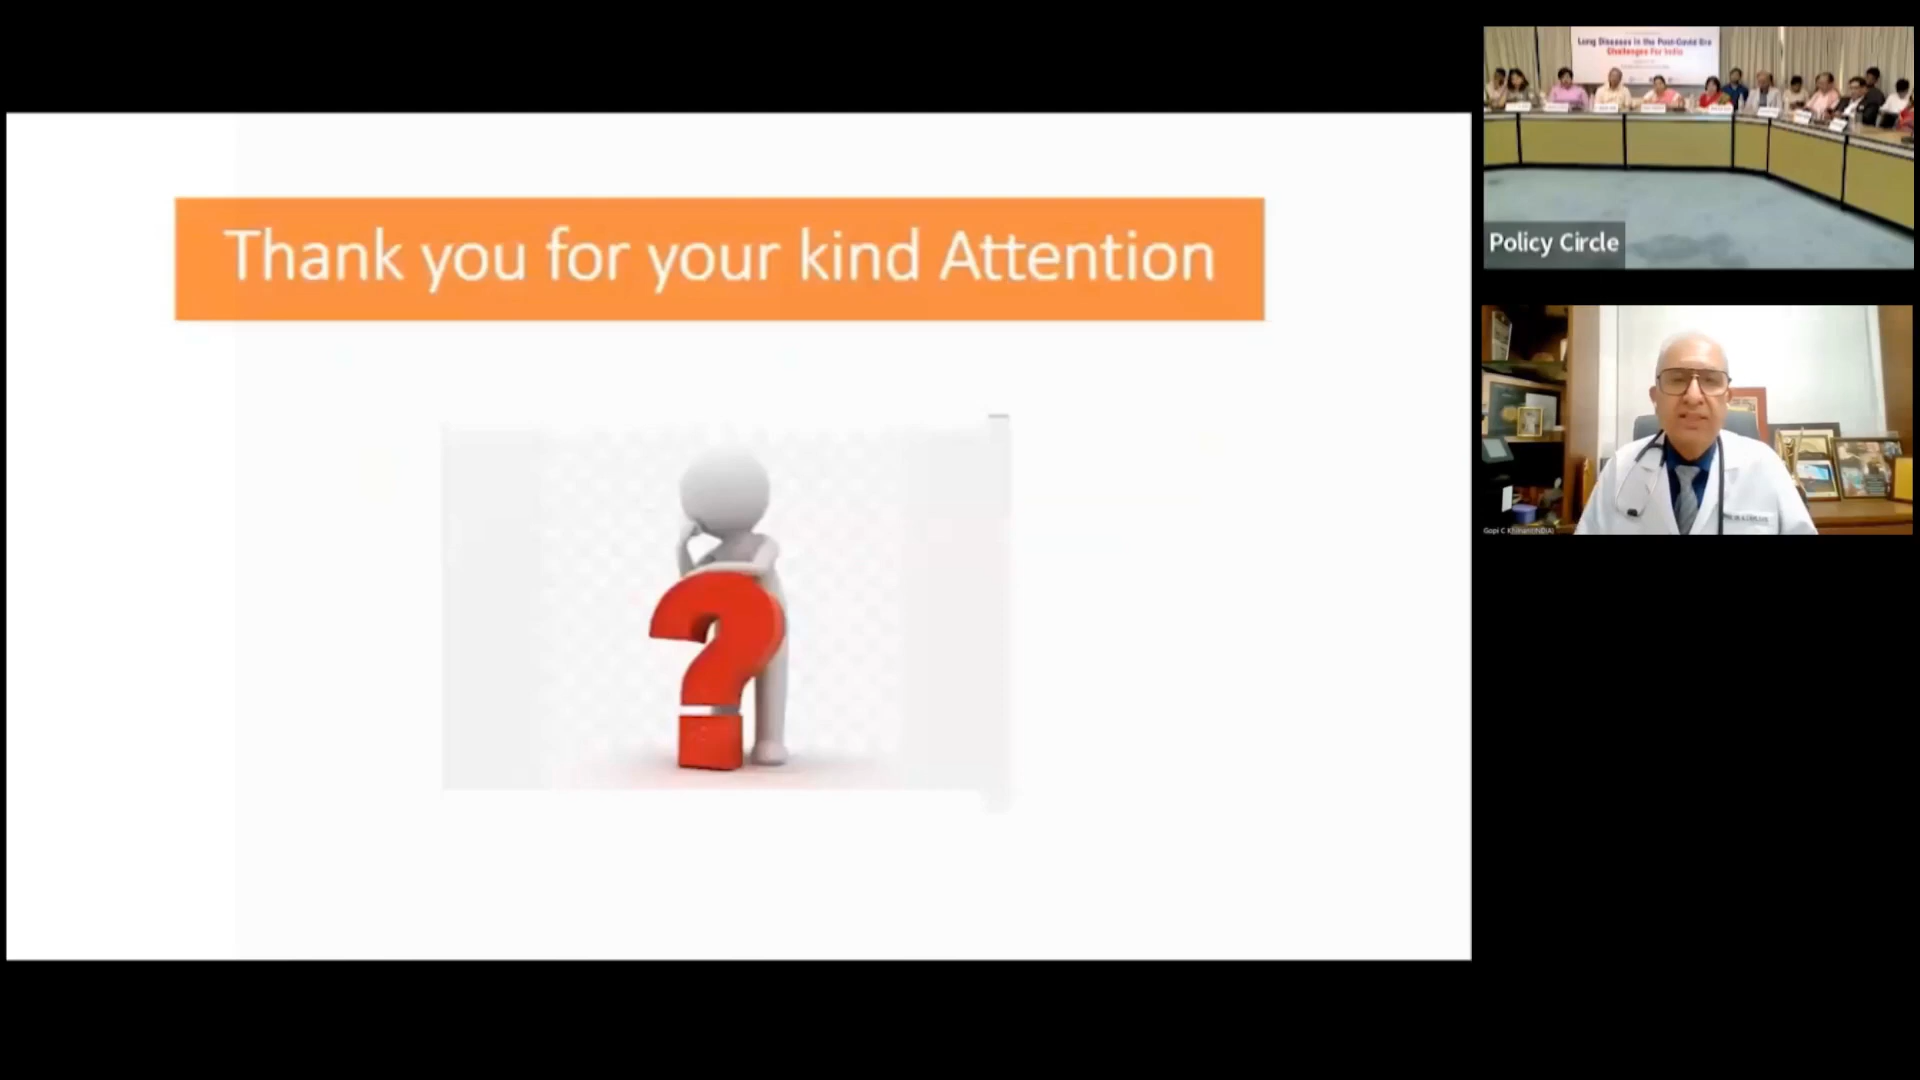 Thank you for your kind Attention
Lung Diseases in the Post-Covid Era
Challenges For India
Policy Circle